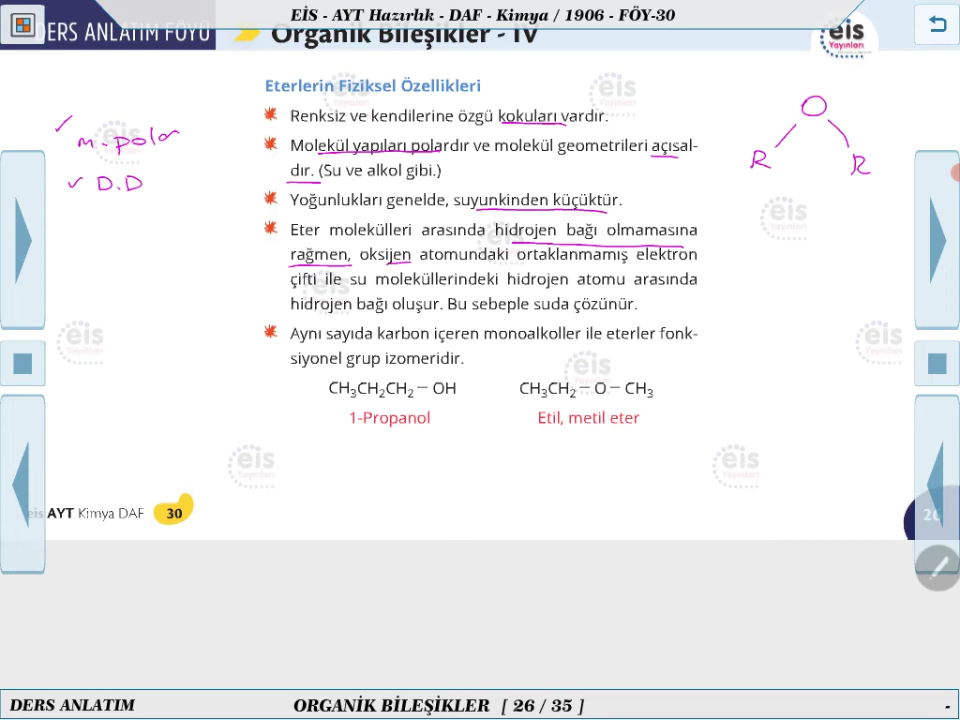 EİS - AYT Hazırlık - DAF - Kimya / 1906 - FÖY-30
DERS ANLATIM FÖYÜ
Organik Bileşikler - IV
eis
Yayınları
Eterlerin Fiziksel Özellikleri
Renksiz ve kendilerine özgü kokuları vardır.
Molekül yapıları polardır ve molekül geometrileri açısal-
dır. (Su ve alkol gibi.)
Yoğunlukları genelde, suyunkinden küçüktür.
Eter molekülleri arasında hidrojen bağı olmamasına
rağmen, oksijen atomundaki ortaklanmamış elektron
çifti ile su moleküllerindeki hidrojen atomu arasında
hidrojen bağı oluşur. Bu sebeple suda çözünür.
Aynı sayıda karbon içeren monoalkoller ile eterler fonk-
siyonel grup izomeridir.
CH₃CH₂CH₂ — OH CH₃CH₂ — O — CH₃
1-Propanol Etil, metil eter
✓ m. polar
✓ D.D
O
R R
eis AYT Kimya DAF 30
26
DERS ANLATIM ORGANİK BİLEŞİKLER [ 26 / 35 ] -